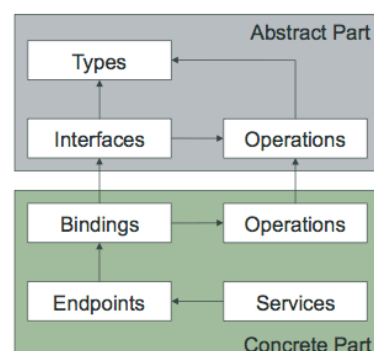 Abstract Part
Types
Interfaces
Operations
Bindings
Operations
Endpoints
Services
Concrete Part